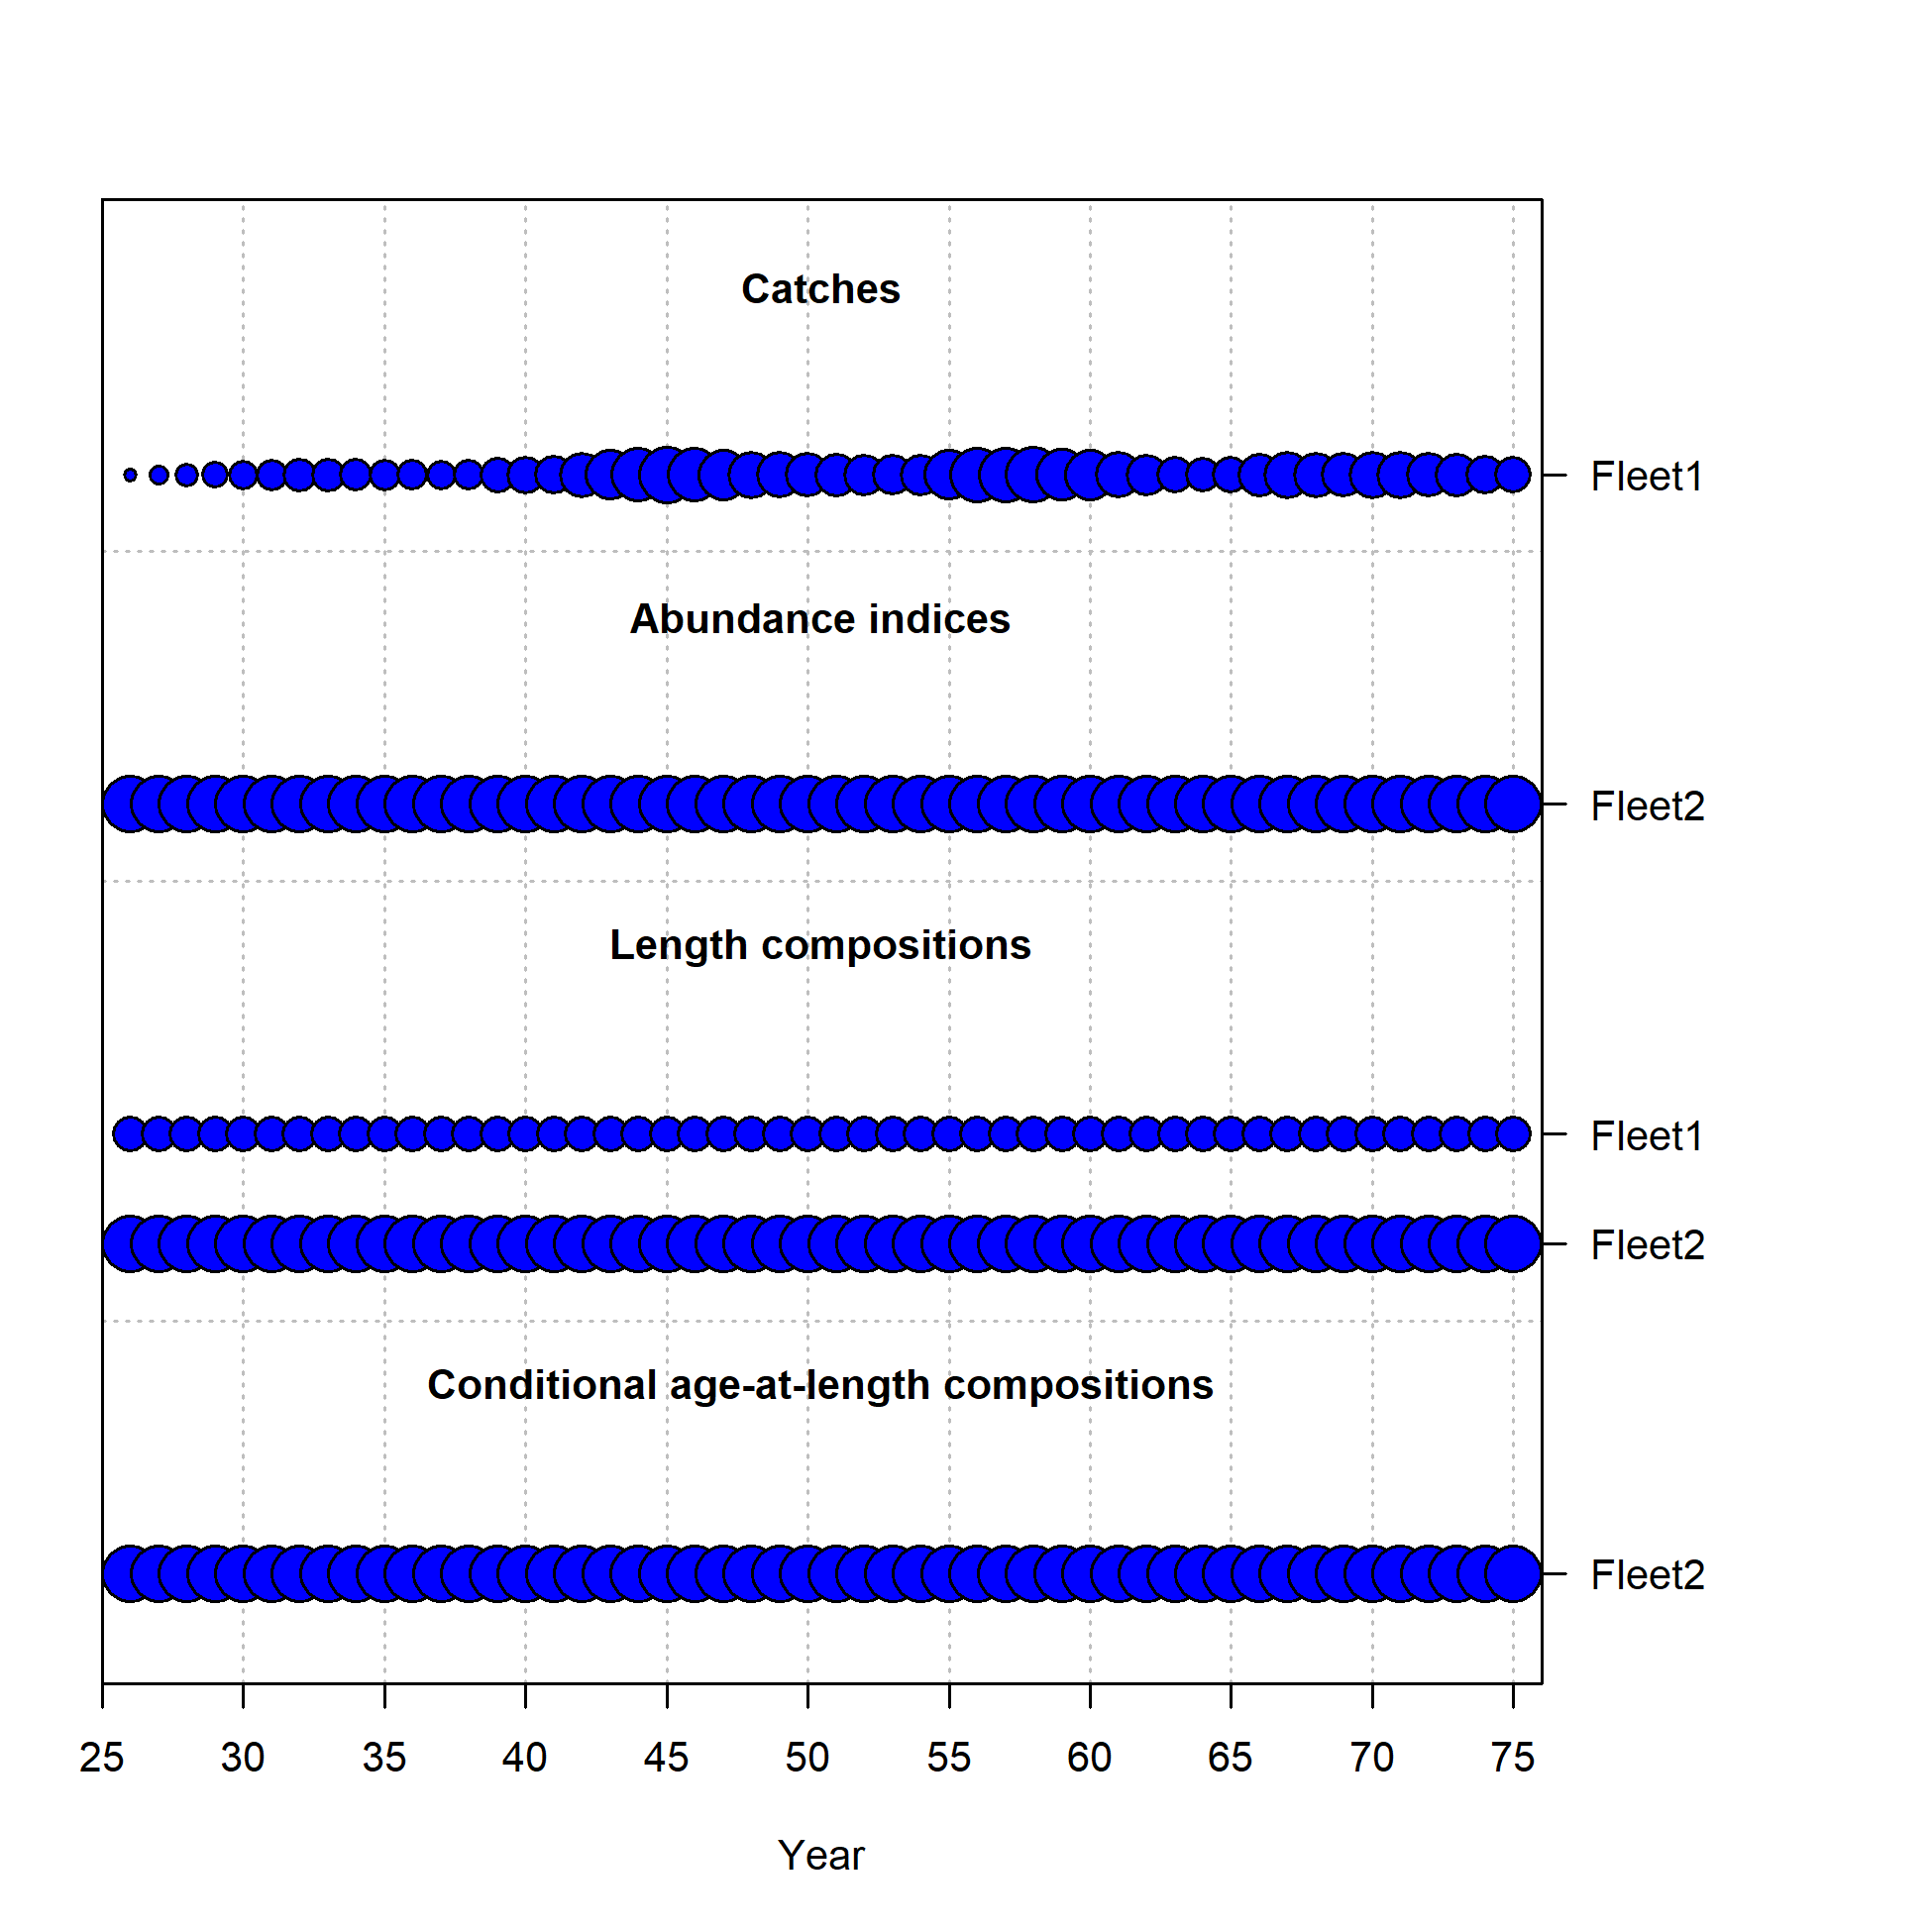 Catches
Fleet1
Abundance indices
Fleet2
Length compositions
Fleet1
Fleet2
Conditional age-at-length compositions
Fleet2
25 30 35 40 45 50 55 60 65 70 75
Year